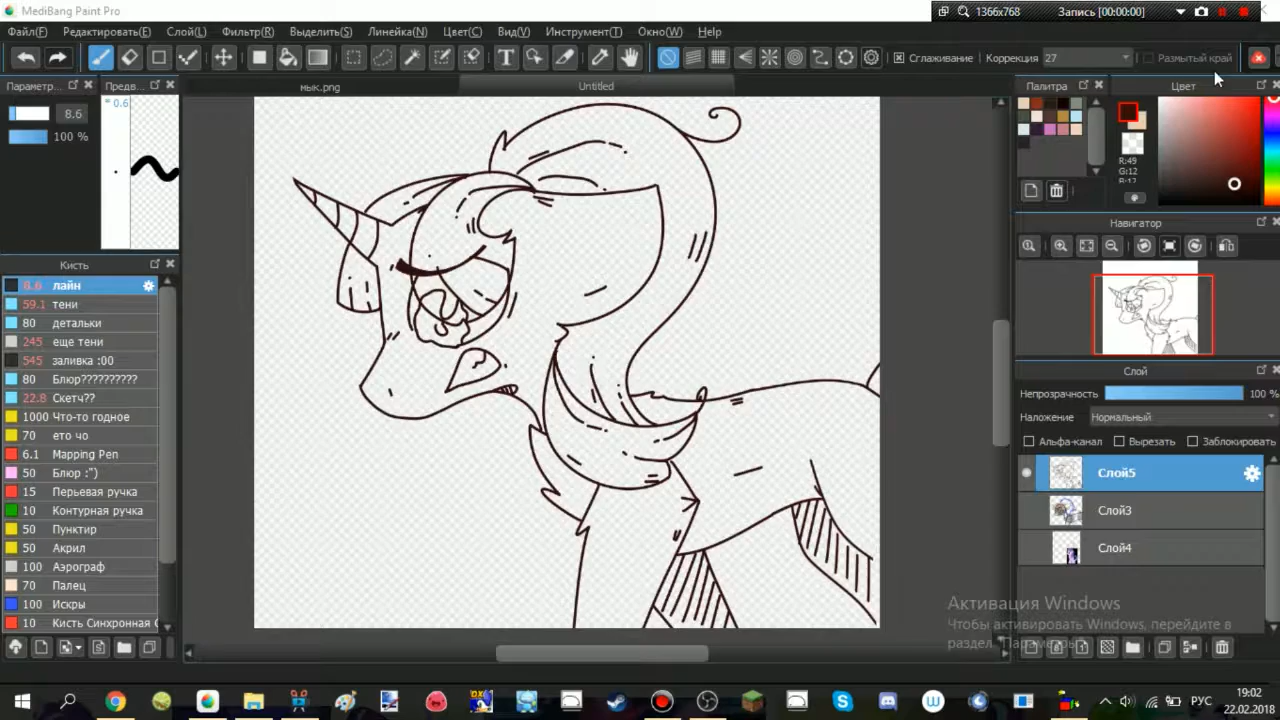 MediBang Paint Pro
1366x768 Запись [00:00:00]
Файл(F) Редактировать(E) Слой(L) Фильтр(R) Выделить(S) Линейка(N) Цвет(C) Вид(V) Инструмент(T) Окно(W) Help
Сглаживание Коррекция 27 Размытый край
Параметр... Предв...
мык.png Untitled
Палитра Цвет
8.6
100 %
* 0.6
R:49
G:12
Навигатор
Кисть
8.6 лайн
59.1 тени
80 детальки
245 еще тени
545 заливка :00
80 Блюр??????????
22.8 Скетч??
1000 Что-то годное
70 ето чо
6.1 Mapping Pen
50 Блюр :")
15 Перьевая ручка
10 Контурная ручка
50 Пунктир
50 Акрил
100 Аэрограф
70 Палец
100 Искры
10 Кисть Синхронная
Слой
Непрозрачность 100 %
Наложение Нормальный
Альфа-канал Вырезать Заблокировать
Слой5
Слой3
Слой4
Активация Windows
Чтобы активировать Windows, перейдите в
раздел "Параметры".
РУС
19:02
22.02.2018